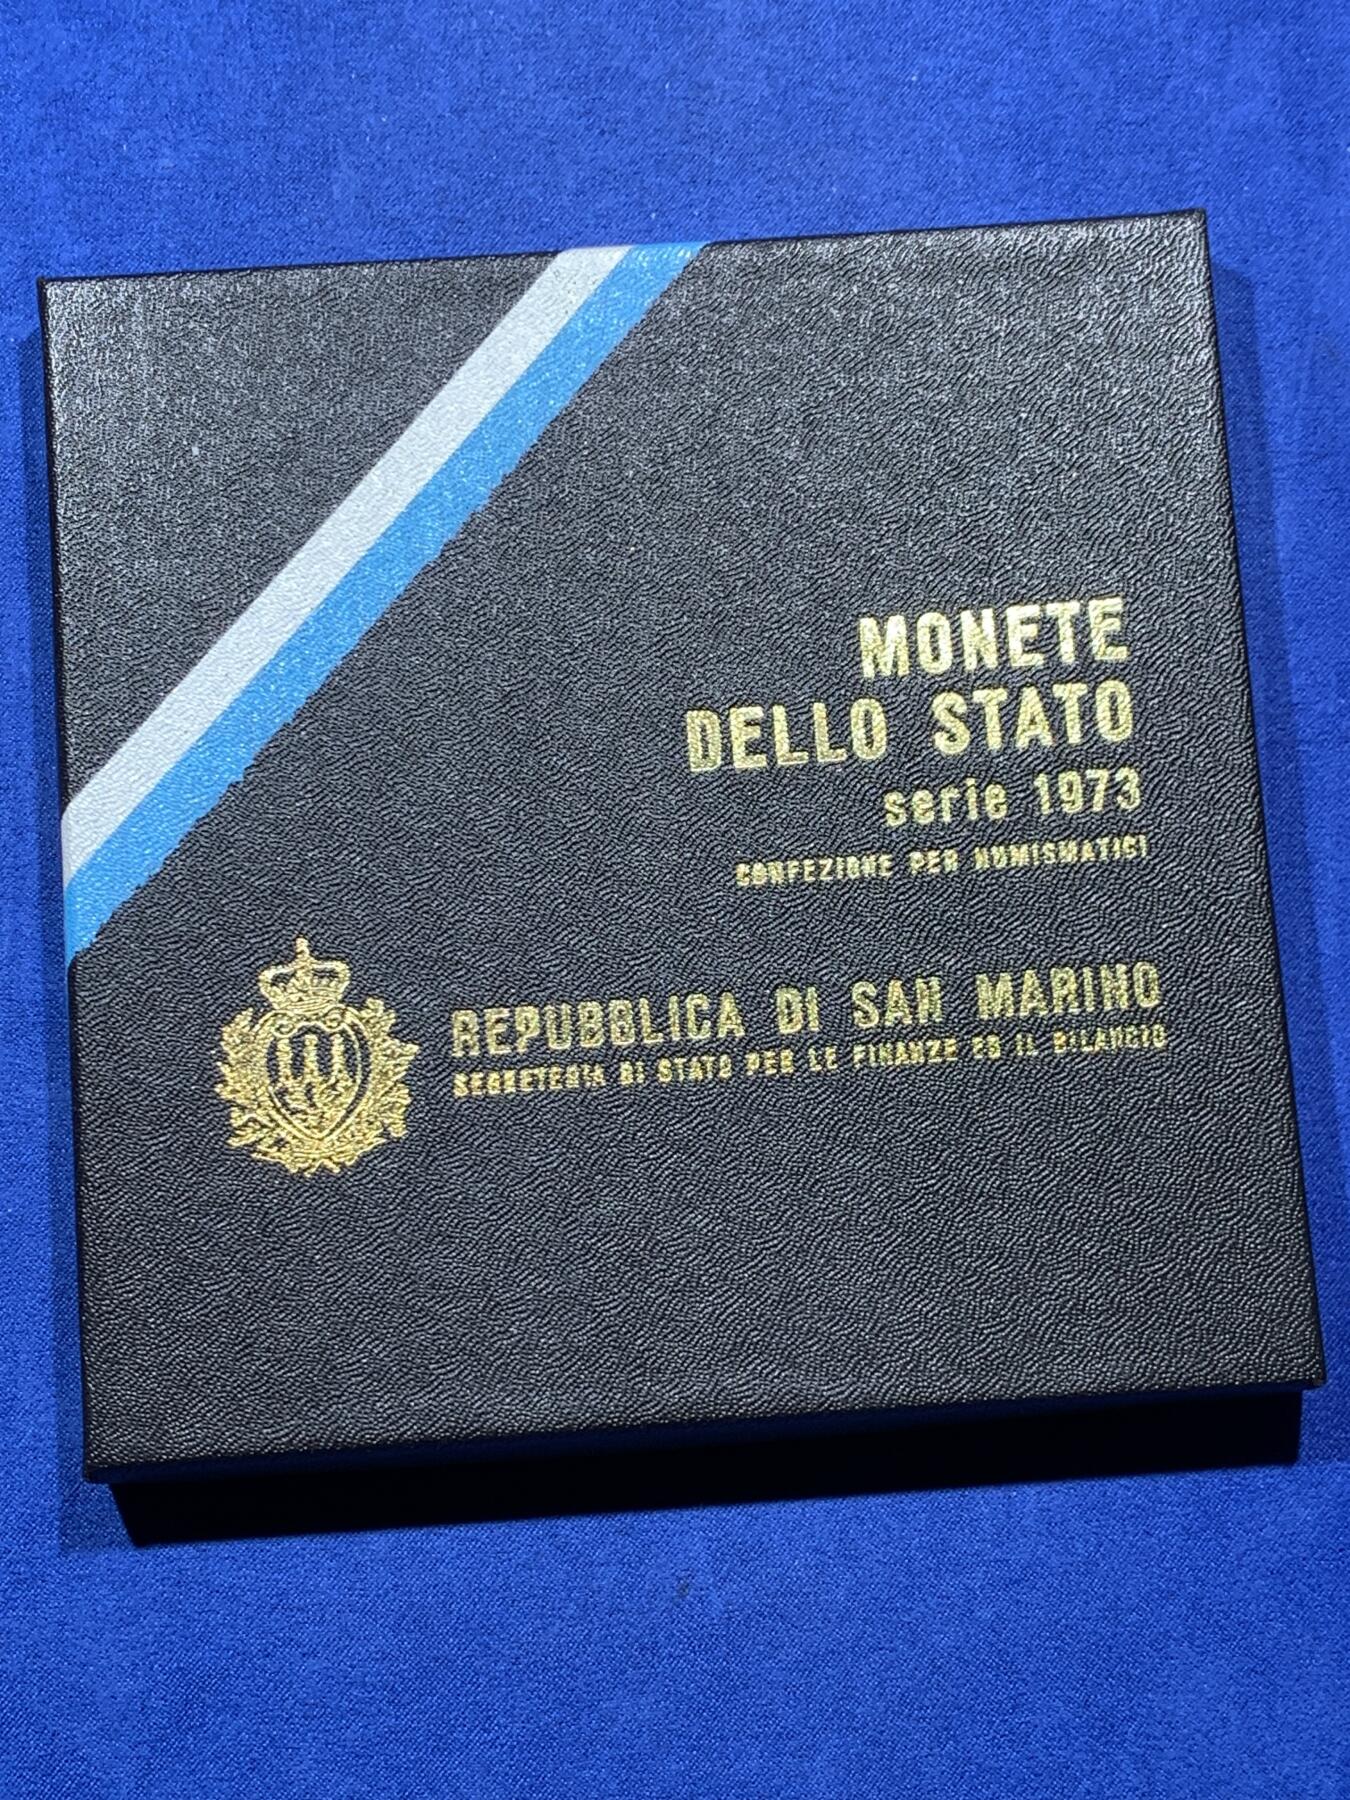 MONETE
DELLO STATO
serie 1973
CONFEZIONE PER NUMISMATICI
REPUBBLICA DI SAN MARINO
SEGRETERIA DI STATO PER LE FINANZE ED IL BILANCIO